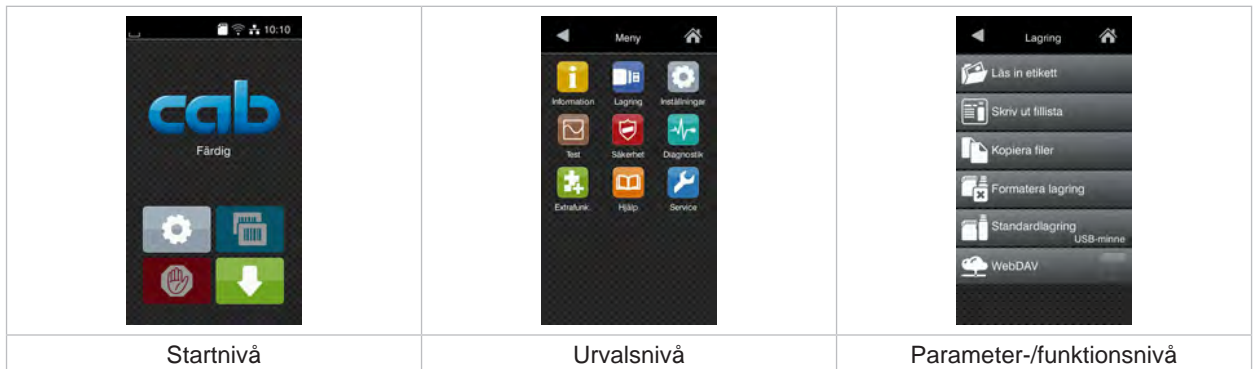 10:10
cab
Färdig
Startnivå
Meny
Information Lagring Inställningar
Test Säkerhet Diagnostik
Extrafunk. Hjälp Service
Urvalsnivå
Lagring
Läs in etikett
Skriv ut fillista
Kopiera filer
Formatera lagring
Standardlagring
USB-minne
WebDAV
Parameter-/funktionsnivå